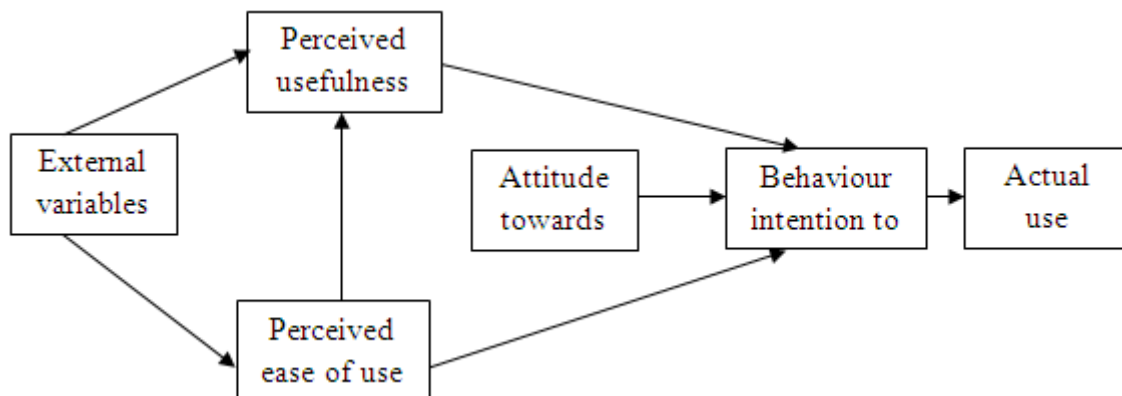 Perceived
usefulness
External
variables
Attitude
towards
Behaviour
intention to
Actual
use
Perceived
ease of use